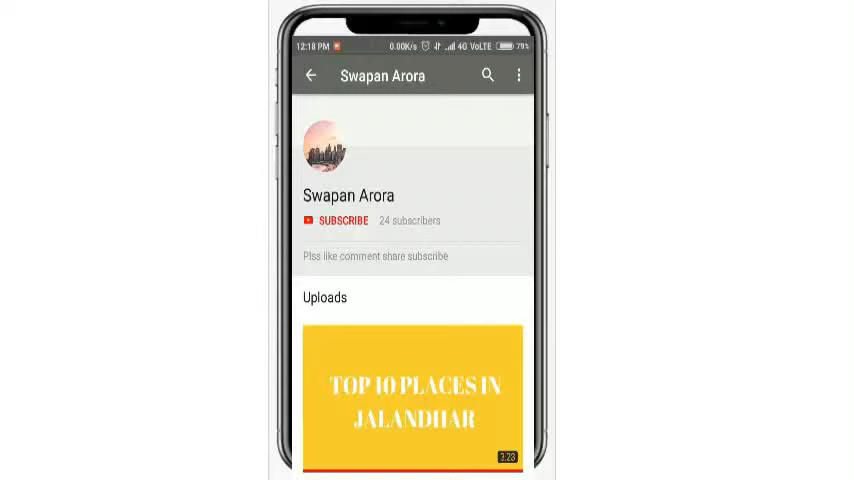 12:18 PM 0.00K/s 4G VoLTE 79%
Swapan Arora
Swapan Arora
SUBSCRIBE 24 subscribers
Plss like comment share subscribe
Uploads
TOP 10 PLACES IN
JALANDHAR
3:23